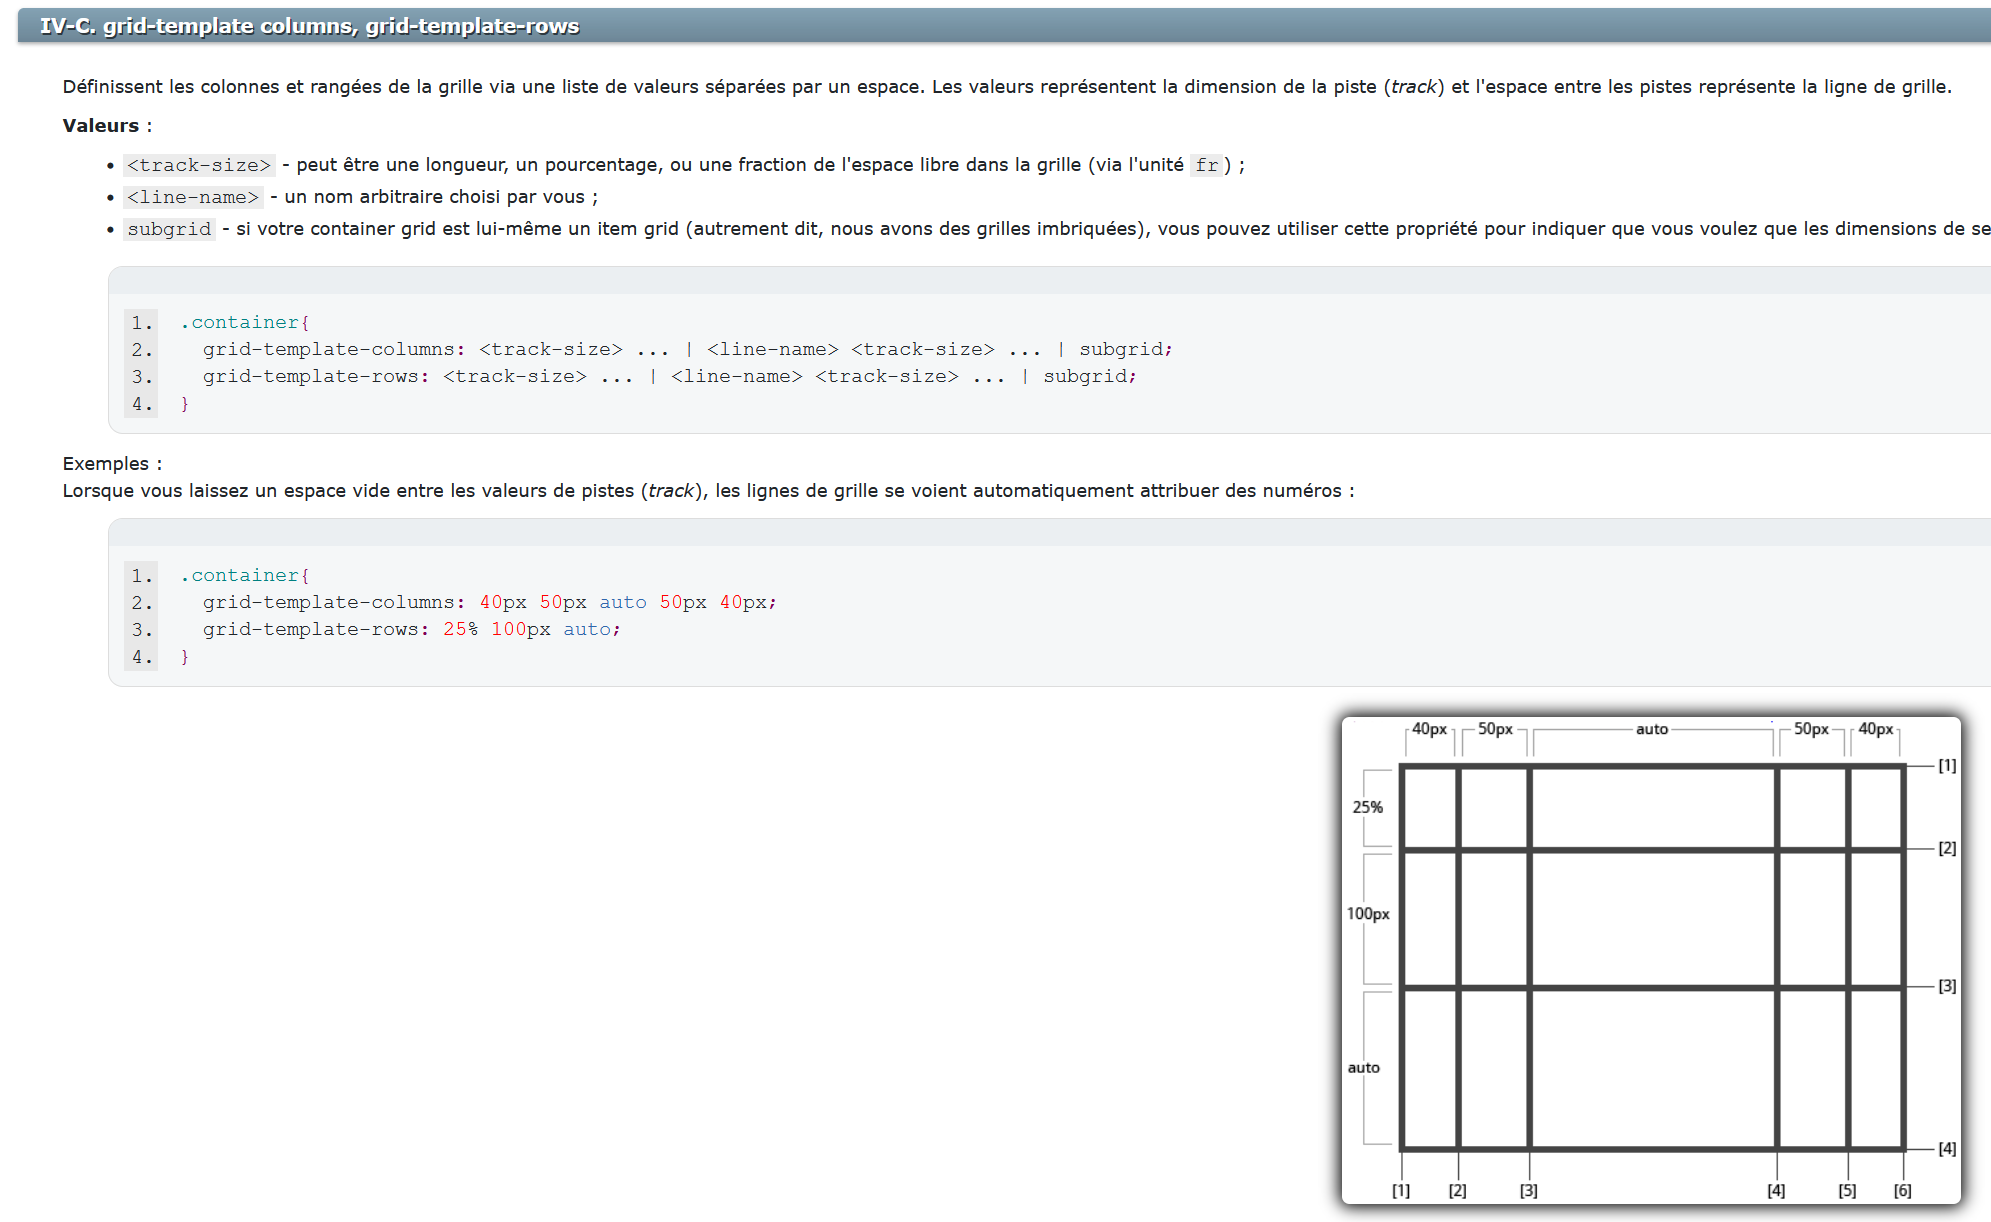 IV-C. grid-template columns, grid-template-rows
Définissent les colonnes et rangées de la grille via une liste de valeurs séparées par un espace. Les valeurs représentent la dimension de la piste (track) et l'espace entre les pistes représente la ligne de grille.
Valeurs :
• <track-size> - peut être une longueur, un pourcentage, ou une fraction de l'espace libre dans la grille (via l'unité fr) ;
• <line-name> - un nom arbitraire choisi par vous ;
• subgrid - si votre container grid est lui-même un item grid (autrement dit, nous avons des grilles imbriquées), vous pouvez utiliser cette propriété pour indiquer que vous voulez que les dimensions de se
1. .container{
2. grid-template-columns: <track-size> ... | <line-name> <track-size> ... | subgrid;
3. grid-template-rows: <track-size> ... | <line-name> <track-size> ... | subgrid;
4. }
Exemples :
Lorsque vous laissez un espace vide entre les valeurs de pistes (track), les lignes de grille se voient automatiquement attribuer des numéros :
1. .container{
2. grid-template-columns: 40px 50px auto 50px 40px;
3. grid-template-rows: 25% 100px auto;
4. }
40px 50px auto 50px 40px
[1]
25%
[2]
100px
[3]
auto
[4]
[1] [2] [3] [4] [5] [6]